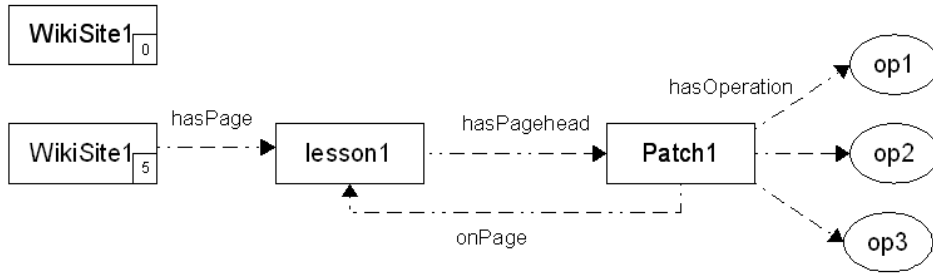 WikiSite1
0
op1
hasOperation
hasPage
hasPagehead
WikiSite1
5
lesson1
Patch1
op2
onPage
op3